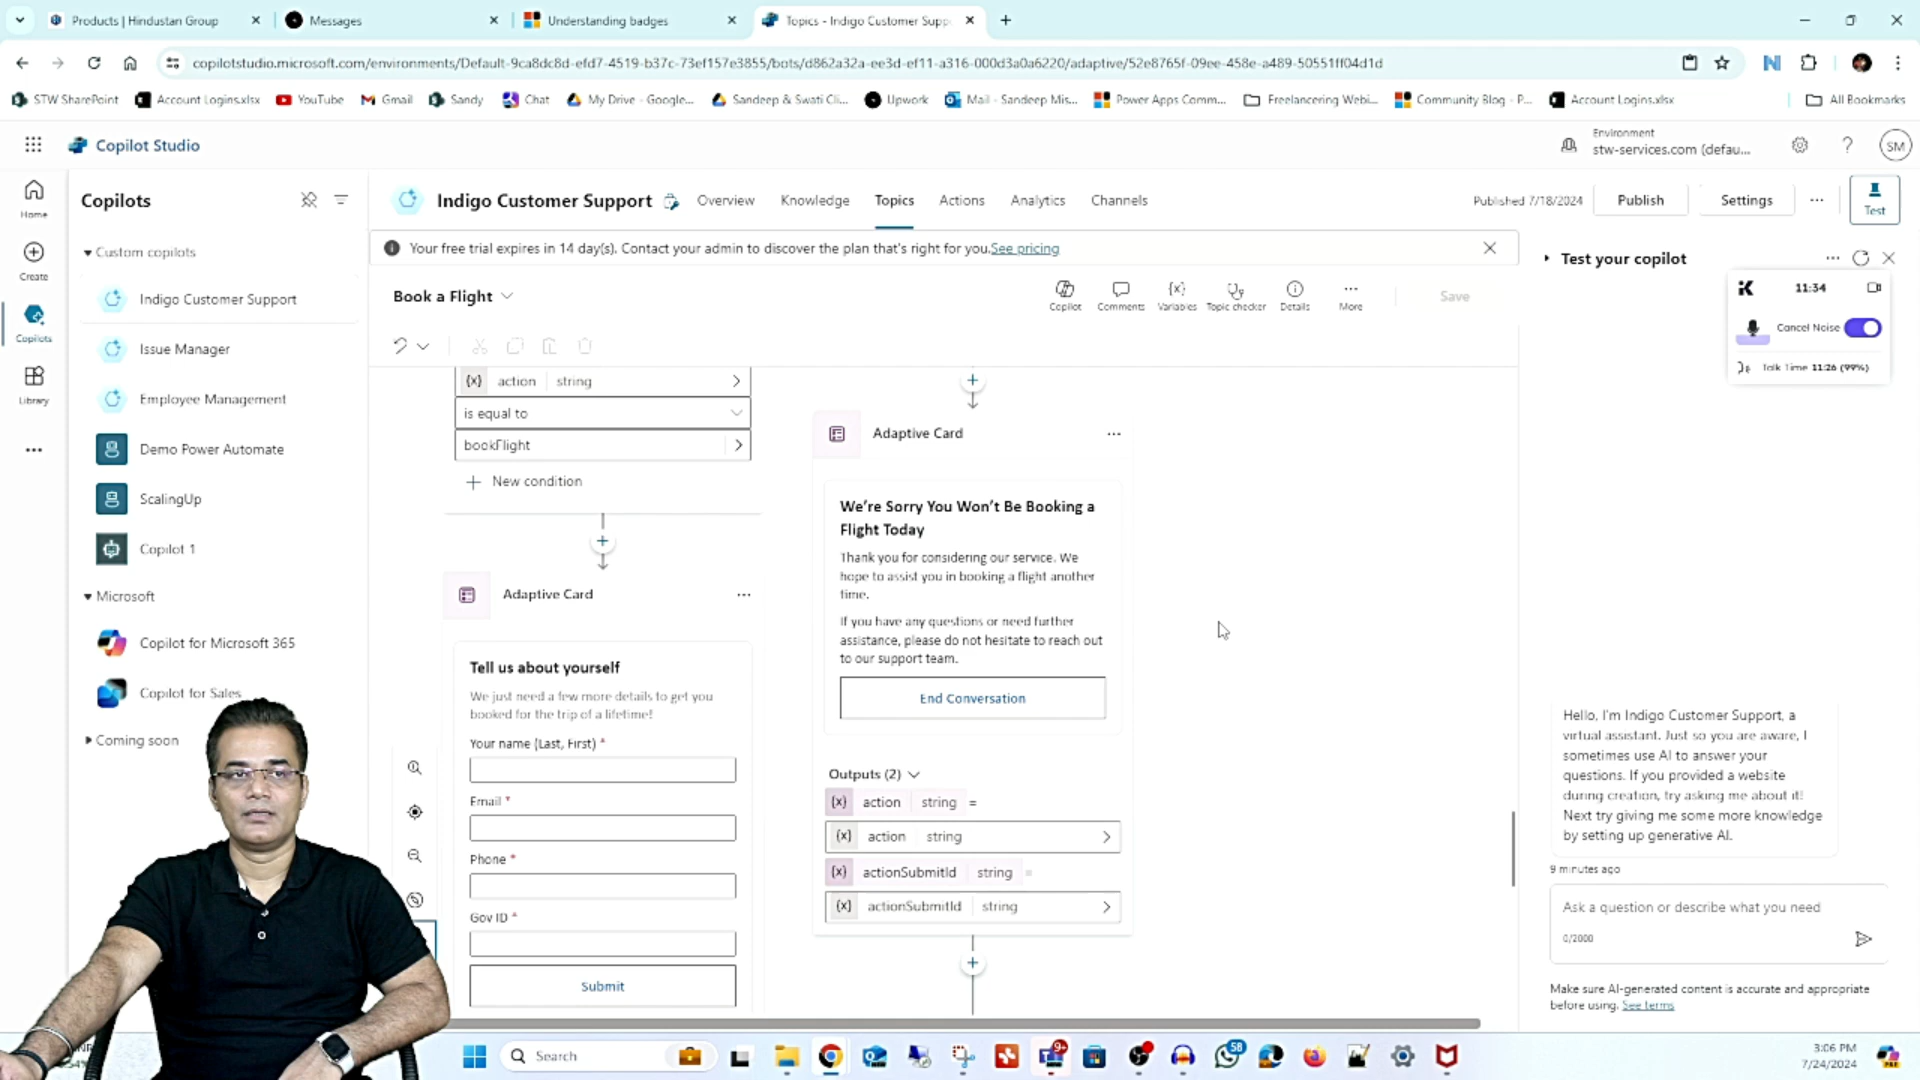 Products | Hindustan Group
Messages
Understanding badges
Topics - Indigo Customer Supp
copilotstudio.microsoft.com/environments/Default-9ca8dc8d-efd7-4519-b37c-73ef157e3855/bots/d862a32a-ee3d-ef11-a316-000d3a0a6220/adaptive/52e8765f-09ee-458e-a489-50551ff04d1d
STW SharePoint
Account Logins.xlsx
YouTube
Gmail
Sandy
Chat
My Drive - Google...
Sandeep & Swati Cli...
Upwork
Mail - Sandeep Mis...
Power Apps Comm...
Freelancering Webi...
Community Blog - P...
Account Logins.xlsx
All Bookmarks
Copilot Studio
Environment
stw-services.com (defau...
SM
Home
Create
Copilots
Library
Copilots
Custom copilots
Indigo Customer Support
Issue Manager
Employee Management
Demo Power Automate
ScalingUp
Copilot 1
Microsoft
Copilot for Microsoft 365
Copilot for Sales
Coming soon
Indigo Customer Support
Overview
Knowledge
Topics
Actions
Analytics
Channels
Published 7/18/2024
Publish
Settings
Test
Your free trial expires in 14 day(s). Contact your admin to discover the plan that's right for you.See pricing
Book a Flight
Copilot
Comments
Variables
Topic checker
Details
More
Save
{x} action string
is equal to
bookFlight
New condition
Adaptive Card
Tell us about yourself
We just need a few more details to get you
booked for the trip of a lifetime!
Your name (Last, First) *
Email *
Phone *
Gov ID *
Submit
Adaptive Card
We're Sorry You Won't Be Booking a
Flight Today
Thank you for considering our service. We
hope to assist you in booking a flight another
time.
If you have any questions or need further
assistance, please do not hesitate to reach out
to our support team.
End Conversation
Outputs (2)
{x} action string =
{x} action string
{x} actionSubmitId string =
{x} actionSubmitId string
Test your copilot
11:34
Cancel Noise
Talk Time 11:26 (99%)
Hello, I'm Indigo Customer Support, a
virtual assistant. Just so you are aware, I
sometimes use AI to answer your
questions. If you provided a website
during creation, try asking me about it!
Next try giving me some more knowledge
by setting up generative AI.
9 minutes ago
Ask a question or describe what you need
0/2000
Make sure AI-generated content is accurate and appropriate
before using. See terms
Search
9+
58
3:06 PM
7/24/2024